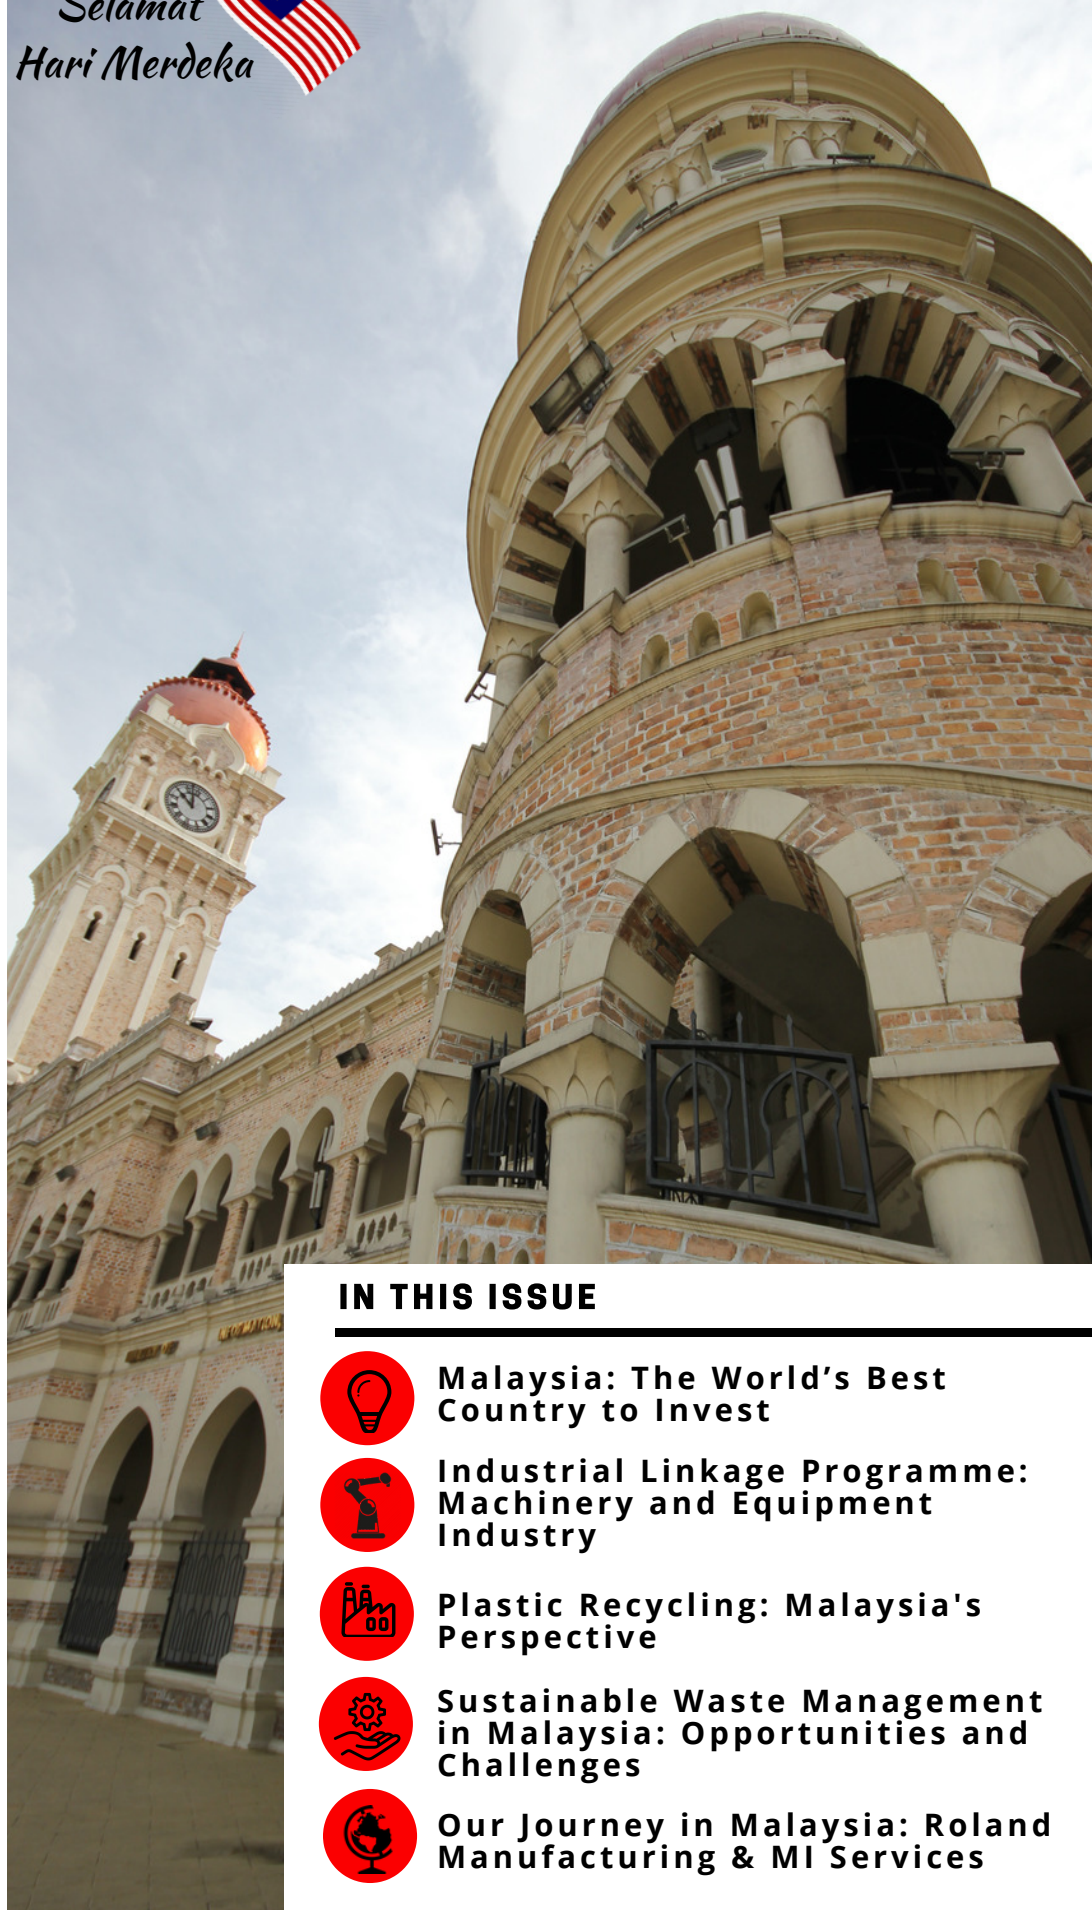 Selamat
Hari Merdeka
INFORMATION,
IN THIS ISSUE
Malaysia: The World’s Best
Country to Invest
Industrial Linkage Programme:
Machinery and Equipment
Industry
Plastic Recycling: Malaysia's
Perspective
Sustainable Waste Management
in Malaysia: Opportunities and
Challenges
Our Journey in Malaysia: Roland
Manufacturing & MI Services